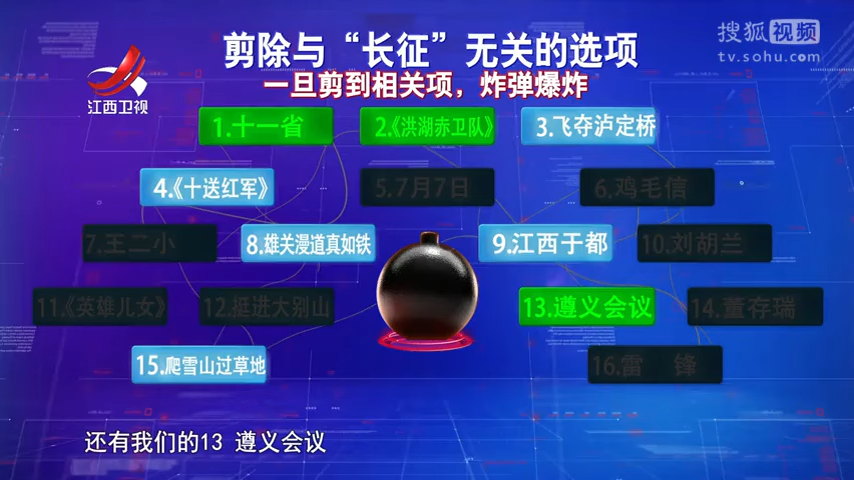 搜狐视频
tv.sohu.com
江西卫视
剪除与“长征”无关的选项
一旦剪到相关项，炸弹爆炸
1.十一省
2.《洪湖赤卫队》
3.飞夺泸定桥
4.《十送红军》
5.7月7日
6.鸡毛信
7.王二小
8.雄关漫道真如铁
9.江西于都
10.刘胡兰
11.《英雄儿女》
12.挺进大别山
13.遵义会议
14.董存瑞
15.爬雪山过草地
16.雷 锋
还有我们的13 遵义会议